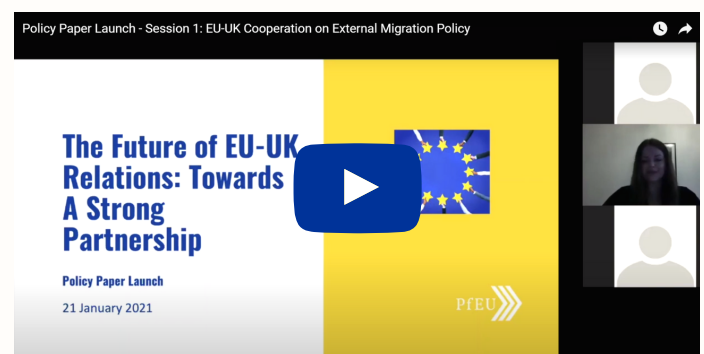 Policy Paper Launch - Session 1: EU-UK Cooperation on External Migration Policy
The Future of EU-UK
Relations: Towards
A Strong
Partnership
Policy Paper Launch
21 January 2021
PfEU